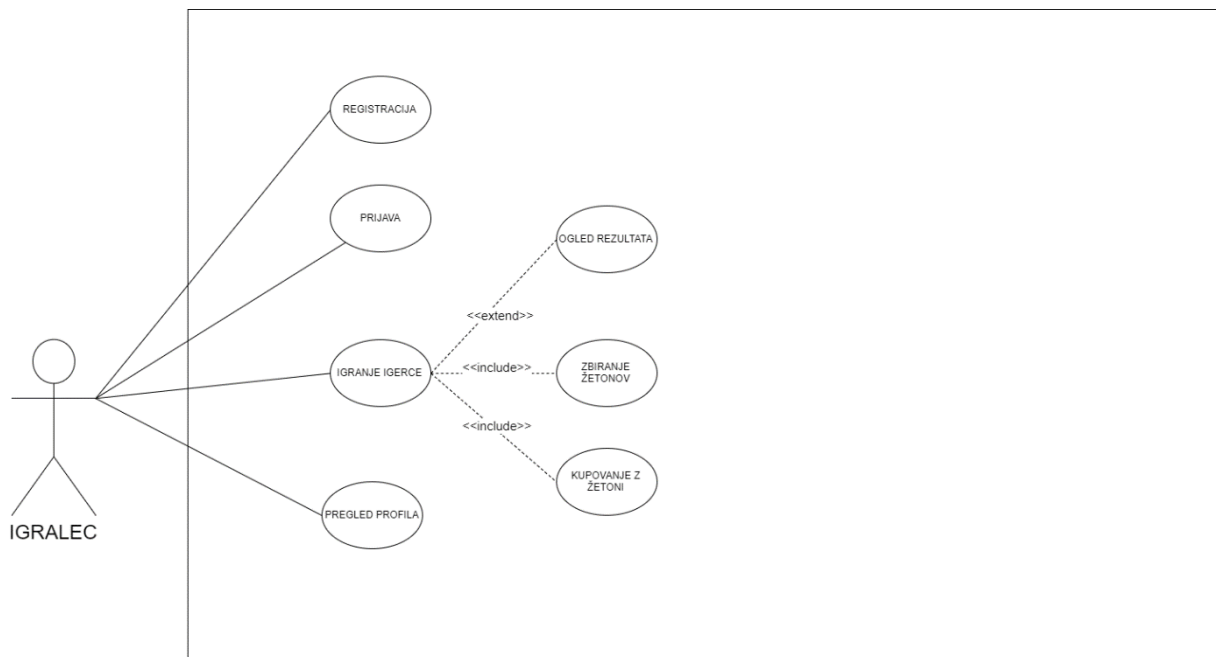 REGISTRACIJA
PRIJAVA
OGLED REZULTATA
<<extend>>
IGRANJE IGERCE
<<include>>
ZBIRANJE
ŽETONOV
<<include>>
KUPOVANJE Z
ŽETONI
PREGLED PROFILA
IGRALEC